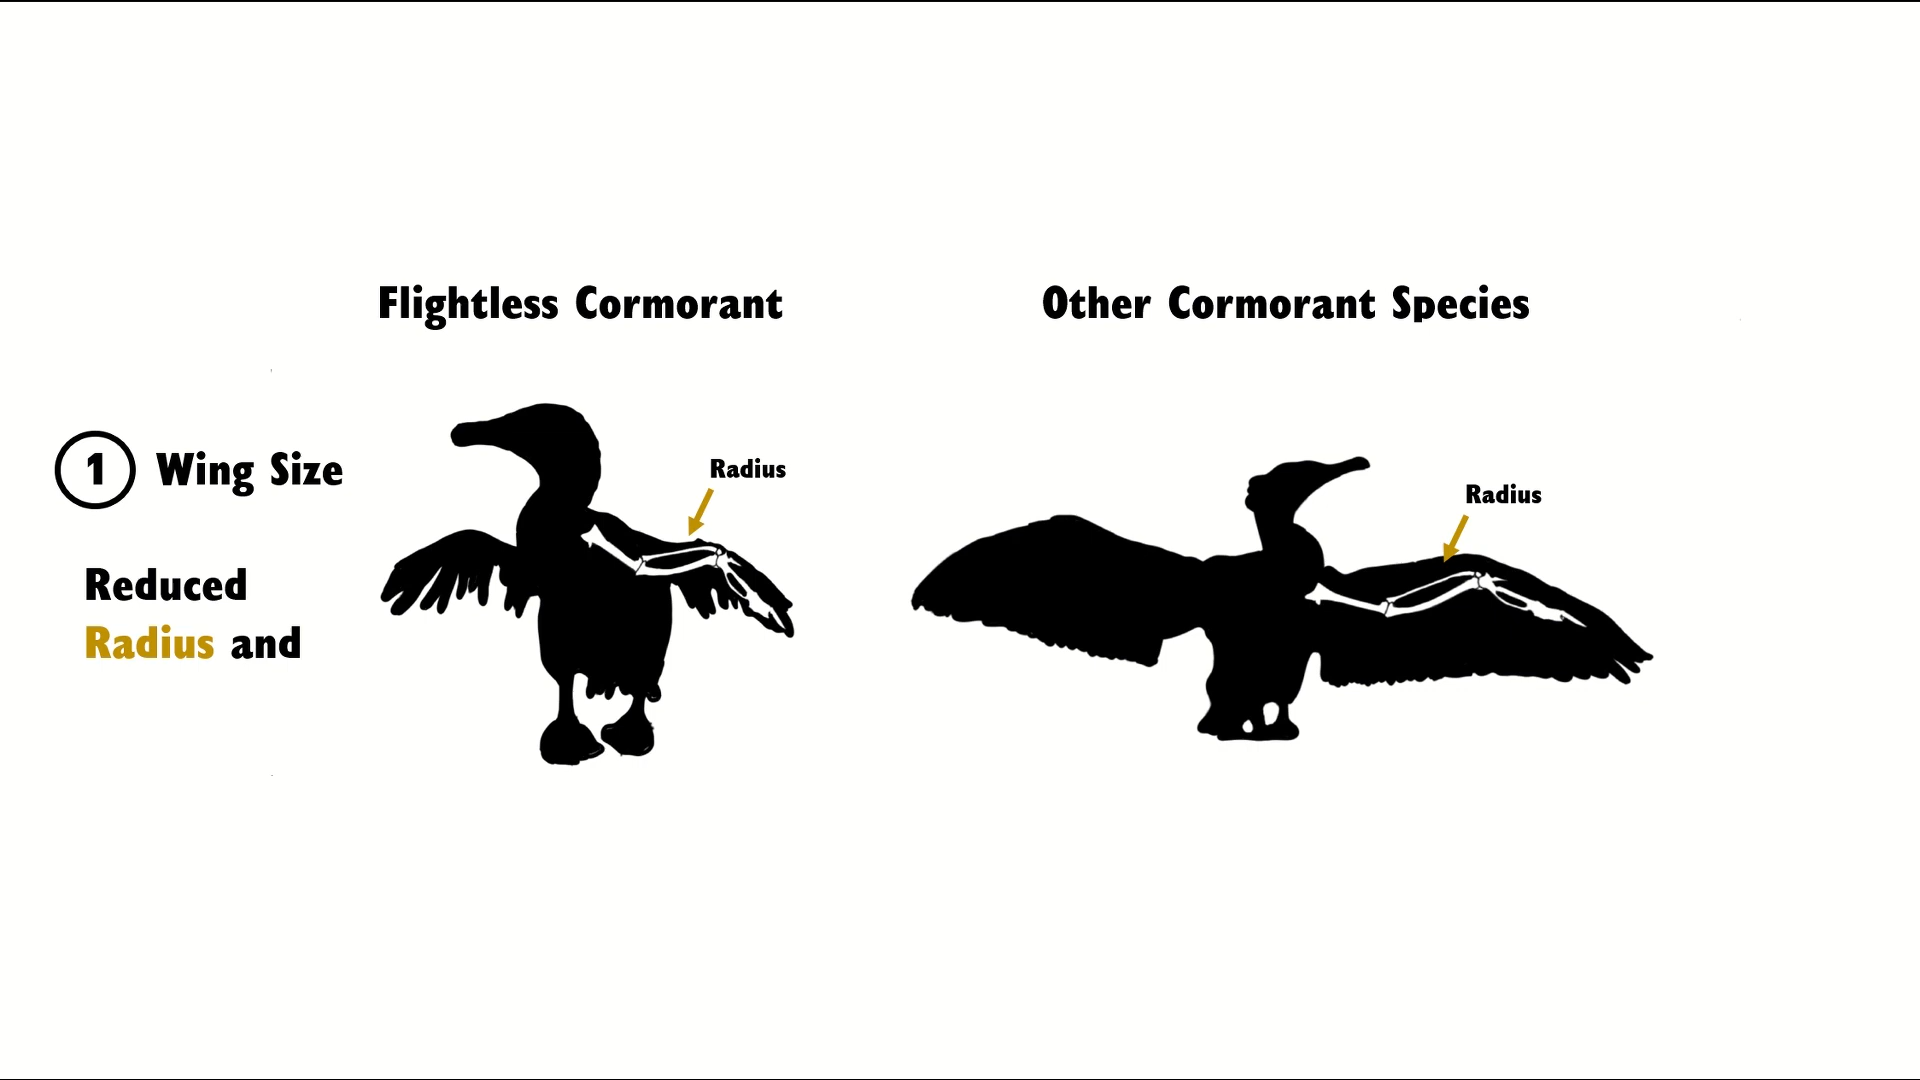 Flightless Cormorant
Other Cormorant Species
1 Wing Size
Radius
Radius
Reduced
Radius and